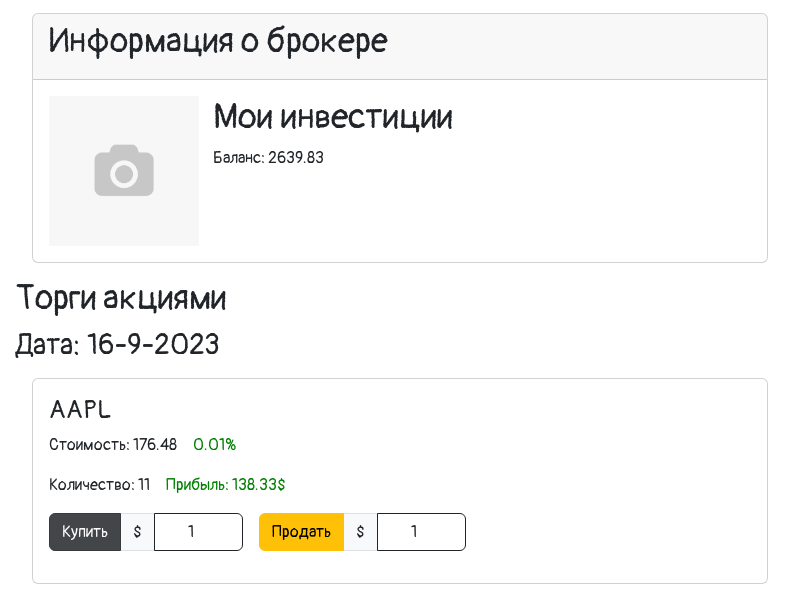 Информация о брокере
Мои инвестиции
Баланс: 2639.83
Торги акциями
Дата: 16-9-2023
AAPL
Стоимость: 176.48 0.01%
Количество: 11 Прибыль: 138.33$
Купить $ 1 Продать $ 1